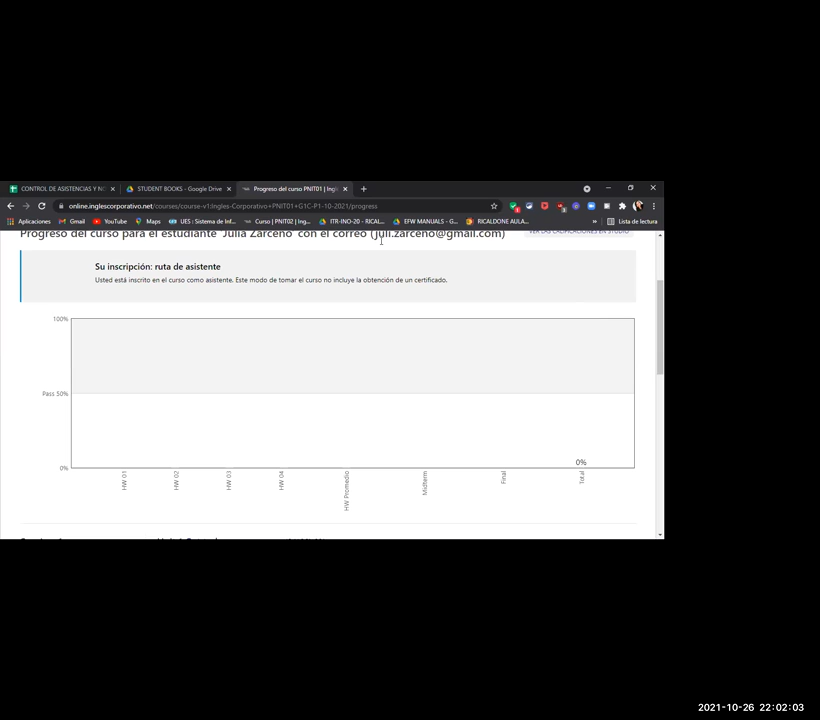 CONTROL DE ASISTENCIAS Y NO
STUDENT BOOKS - Google Drive
Progreso del curso PNIT01 | Ingl
online.inglescorporativo.net/courses/course-v1:Ingles-Corporativo+PNIT01+G1C-P1-10-2021/progress
Aplicaciones
Gmail
YouTube
Maps
UES : Sistema de Inf...
Curso | PNIT02 | Ing...
ITR-INO-20 - RICAL...
EFW MANUALS - G...
RICALDONE AULA...
»
Lista de lectura
Progreso del curso para el estudiante 'Julia Zarceno' con el correo (juli.zarceno@gmail.com)
VER LAS CALIFICACIONES EN STUDIO
Su inscripción: ruta de asistente
Usted está inscrito en el curso como asistente. Este modo de tomar el curso no incluye la obtención de un certificado.
100%
Pass 50%
0%
0%
HW 01
HW 02
HW 03
HW 04
HW Promedio
Midterm
Final
Total
2021-10-26 22:02:03